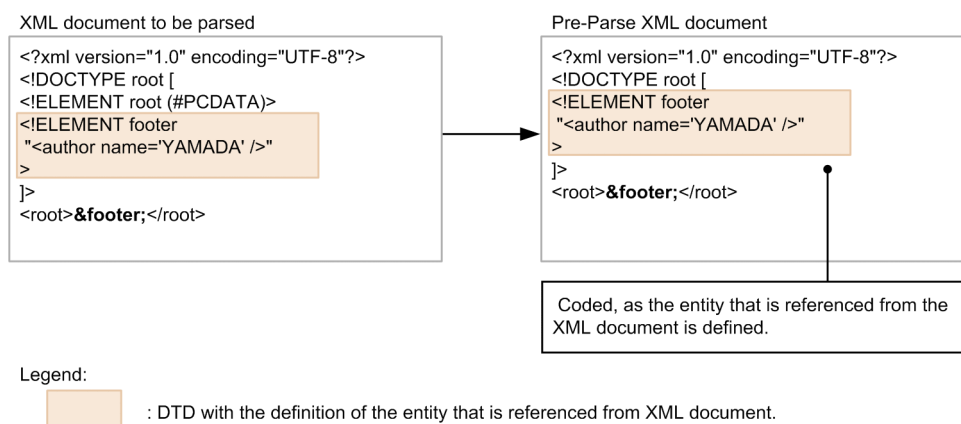 XML document to be parsed
<?xml version="1.0" encoding="UTF-8"?>
<!DOCTYPE root [
<!ELEMENT root (#PCDATA)>
<!ELEMENT footer
"<author name='YAMADA' />"
>
]>
<root>&footer;</root>
Pre-Parse XML document
<?xml version="1.0" encoding="UTF-8"?>
<!DOCTYPE root [
<!ELEMENT footer
"<author name='YAMADA' />"
>
]>
<root>&footer;</root>
Coded, as the entity that is referenced from the
XML document is defined.
Legend:
: DTD with the definition of the entity that is referenced from XML document.